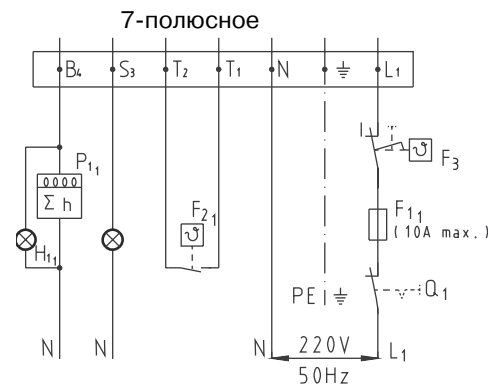 7-полюсное
B4 S3 T2 T1 N L1
P11
F3
Σ h
F21
F11
(10A max.)
H11
PE Q1
N N N 220V L1
50Hz